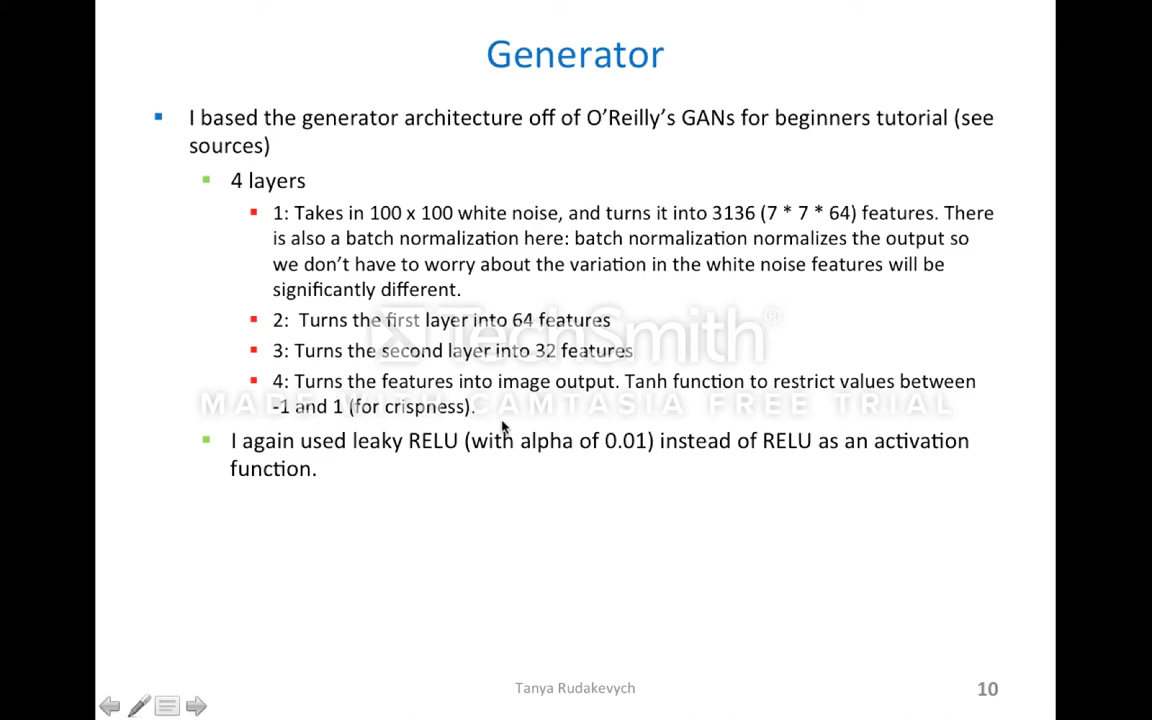 Generator
I based the generator architecture off of O'Reilly's GANs for beginners tutorial (see
sources)
4 layers
1: Takes in 100 x 100 white noise, and turns it into 3136 (7 * 7 * 64) features. There
is also a batch normalization here: batch normalization normalizes the output so
we don't have to worry about the variation in the white noise features will be
significantly different.
2:  Turns the first layer into 64 features
TechSmith®
3: Turns the second layer into 32 features
4: Turns the features into image output. Tanh function to restrict values between
MADE WITH CAMTASIA FREE TRIAL
-1 and 1 (for crispness).
I again used leaky RELU (with alpha of 0.01) instead of RELU as an activation
function.
Tanya Rudakevych
10